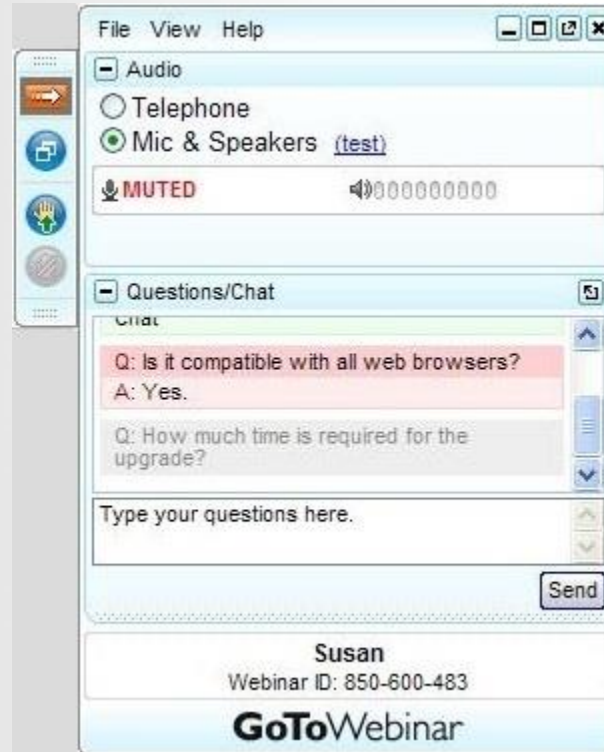 File View Help
Audio
Telephone
Mic & Speakers (test)
MUTED
Questions/Chat
Chat
Q: Is it compatible with all web browsers?
A: Yes.
Q: How much time is required for the
upgrade?
Type your questions here.
Send
Susan
Webinar ID: 850-600-483
GoToWebinar